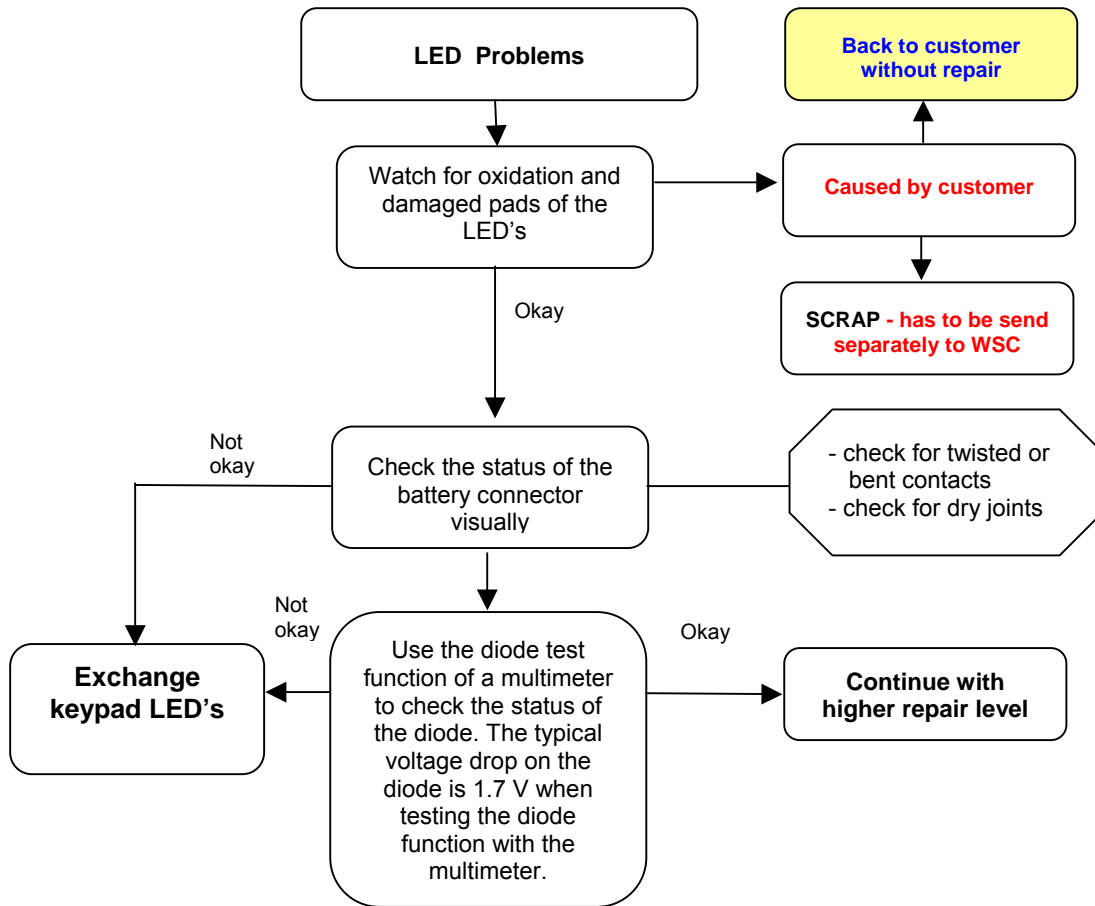 LED Problems
Back to customer
without repair
Watch for oxidation and
damaged pads of the
LED's
Caused by customer
Okay
SCRAP - has to be send
separately to WSC
Not
okay
Check the status of the
battery connector
visually
- check for twisted or
bent contacts
- check for dry joints
Not
okay
Okay
Exchange
keypad LED's
Use the diode test
function of a multimeter
to check the status of
the diode. The typical
voltage drop on the
diode is 1.7 V when
testing the diode
function with the
multimeter.
Continue with
higher repair level